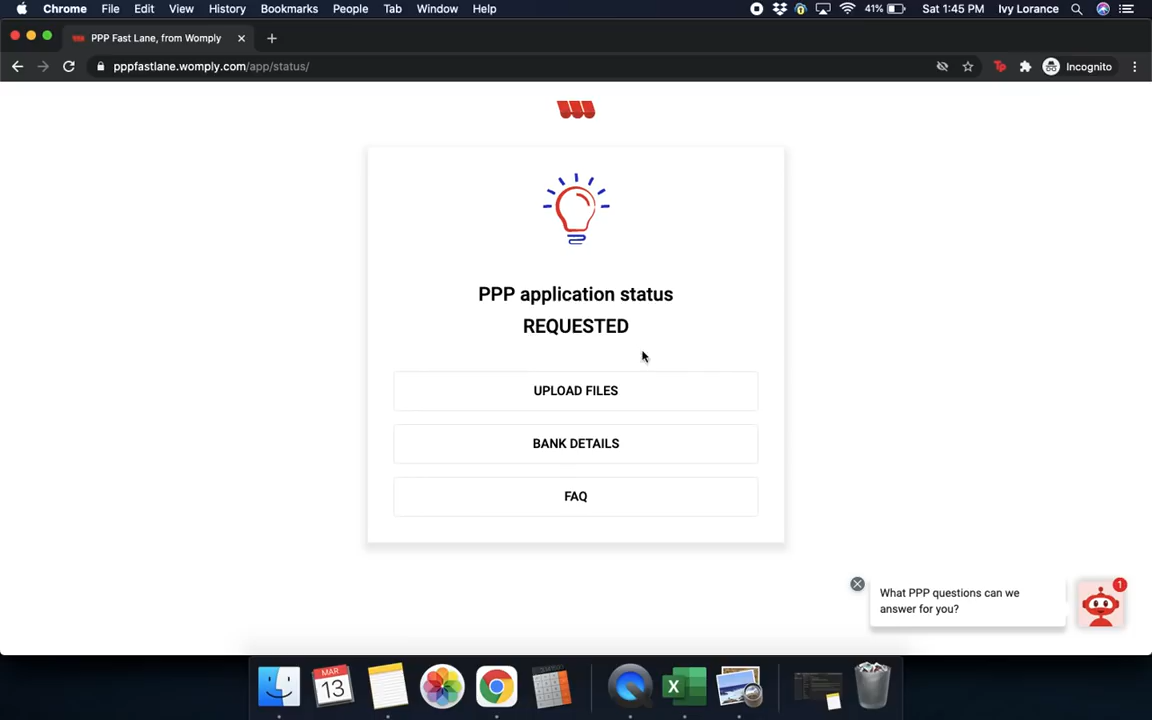 Chrome File Edit View History Bookmarks People Tab Window Help 41% Sat 1:45 PM Ivy Lorance
PPP Fast Lane, from Womply
pppfastlane.womply.com/app/status/ Incognito
PPP application status
REQUESTED
UPLOAD FILES
BANK DETAILS
FAQ
1
What PPP questions can we
answer for you?
MAR
13
X